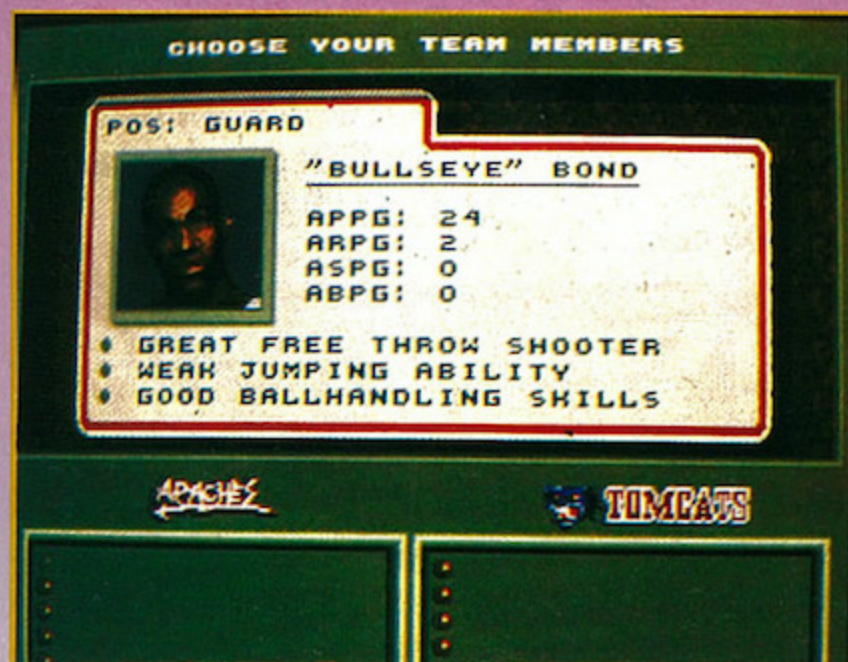 CHOOSE YOUR TEAM MEMBERS
POS: GUARD
"BULLSEYE" BOND
APPG: 24
ARPG: 2
ASPG: 0
ABPG: 0
GREAT FREE THROW SHOOTER
WEAK JUMPING ABILITY
GOOD BALLHANDLING SKILLS
APACHES
TOMCATS